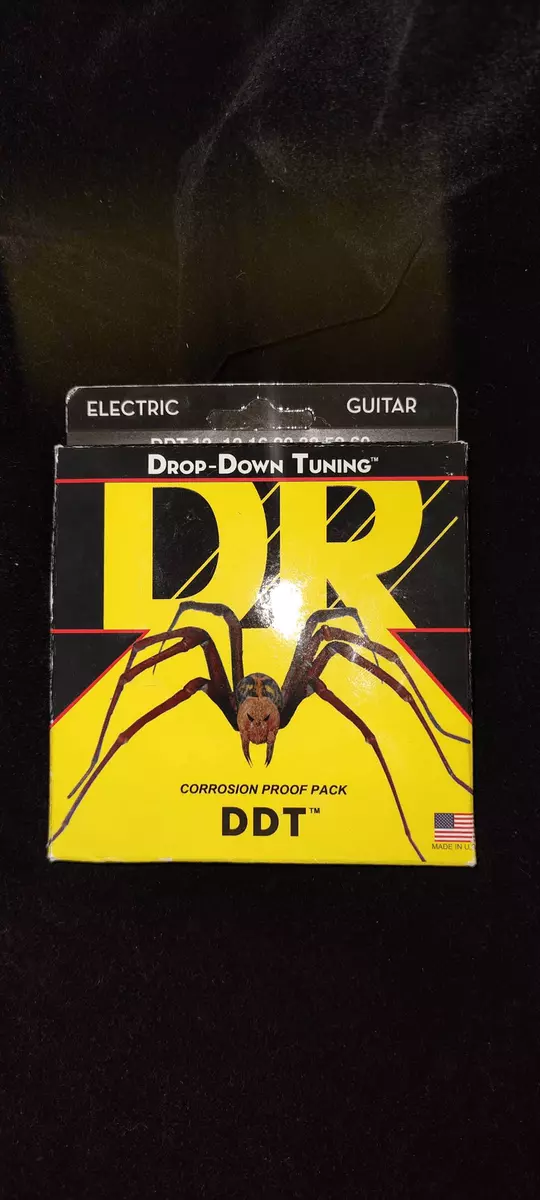 ELECTRIC GUITAR
DROP-DOWN TUNING™
DR
CORROSION PROOF PACK
DDT™
MADE IN U.